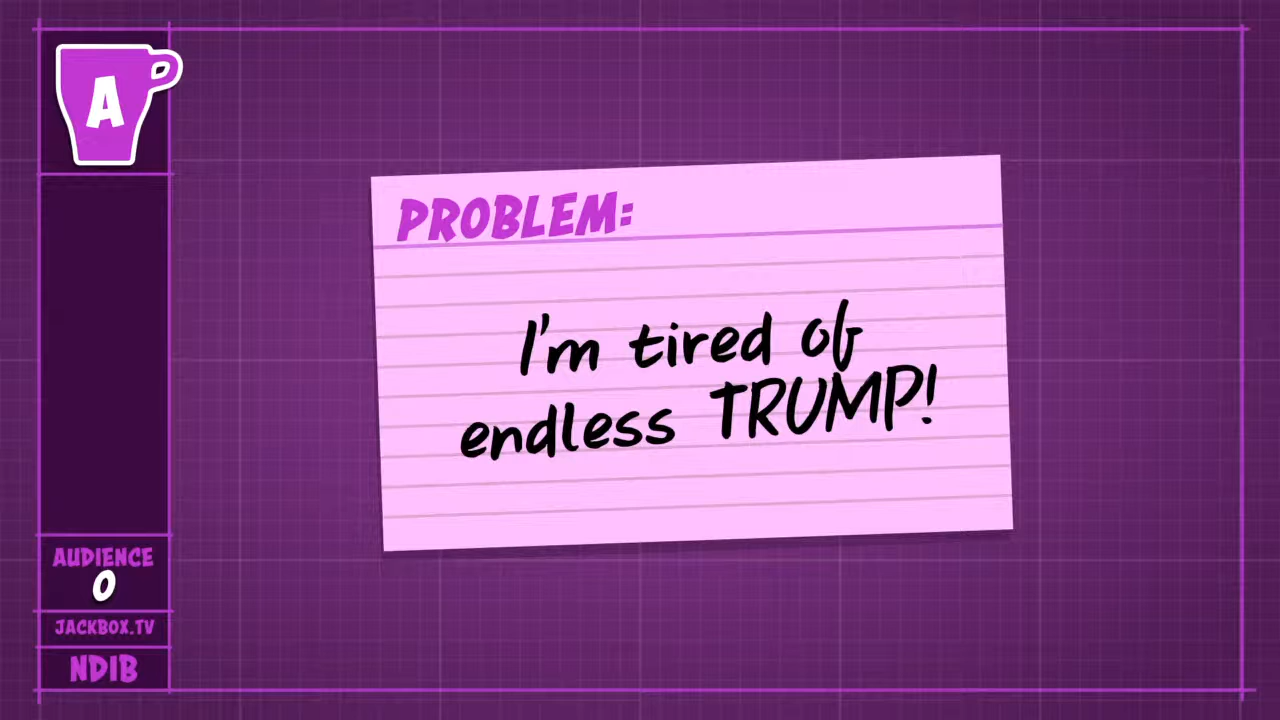 A
PROBLEM:
I'm tired of
endless TRUMP!
AUDIENCE
0
JACKBOX.TV
NDIB